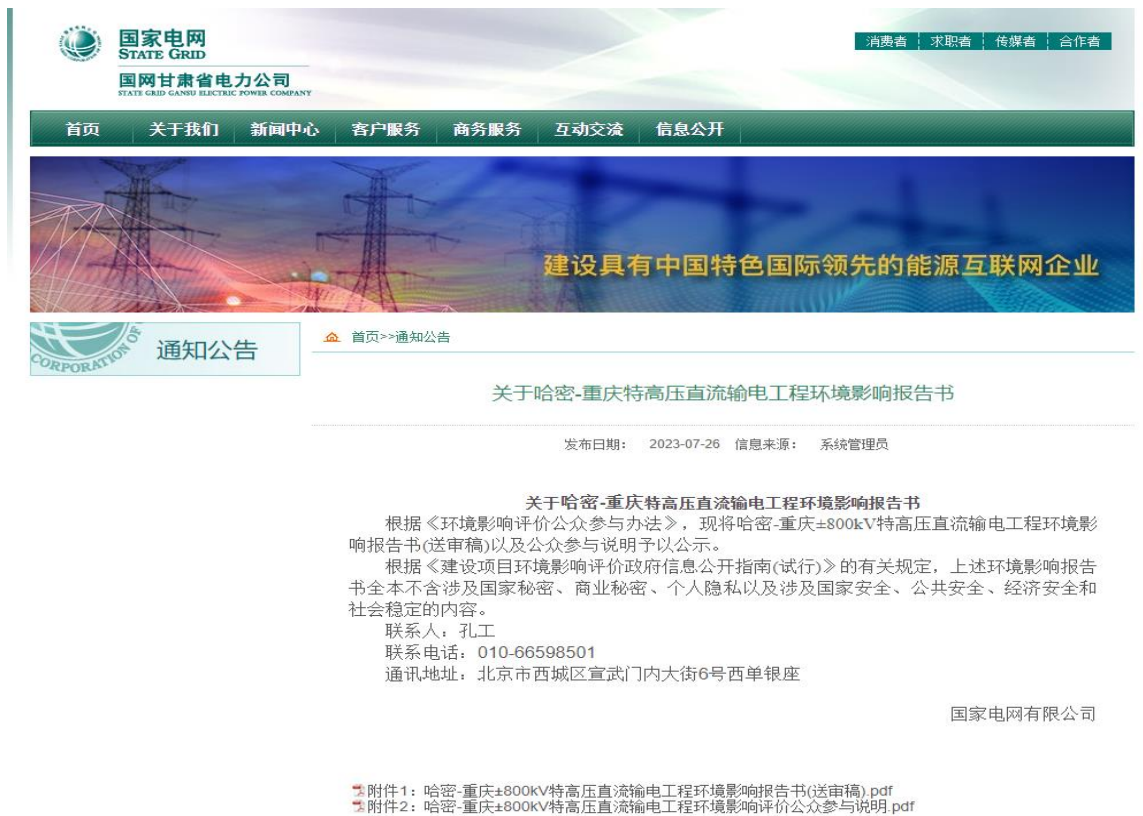 国家电网
STATE GRID
国网甘肃省电力公司
STATE GRID GANSU ELECTRIC POWER COMPANY
消费者 求职者 传媒者 合作者
首页 关于我们 新闻中心 客户服务 商务服务 互动交流 信息公开
建设具有中国特色国际领先的能源互联网企业
CORPORATION OF
通知公告
首页>>通知公告
关于哈密-重庆特高压直流输电工程环境影响报告书
发布日期： 2023-07-26 信息来源： 系统管理员
关于哈密-重庆特高压直流输电工程环境影响报告书
根据《环境影响评价公众参与办法》，现将哈密-重庆±800kV特高压直流输电工程环境影
响报告书(送审稿)以及公众参与说明予以公示。
根据《建设项目环境影响评价政府信息公开指南(试行)》的有关规定，上述环境影响报告
书全本不含涉及国家秘密、商业秘密、个人隐私以及涉及国家安全、公共安全、经济安全和
社会稳定的内容。
联系人：孔工
联系电话：010-66598501
通讯地址：北京市西城区宣武门内大街6号西单银座
国家电网有限公司
附件1：哈密-重庆±800kV特高压直流输电工程环境影响报告书(送审稿).pdf
附件2：哈密-重庆±800kV特高压直流输电工程环境影响评价公众参与说明.pdf